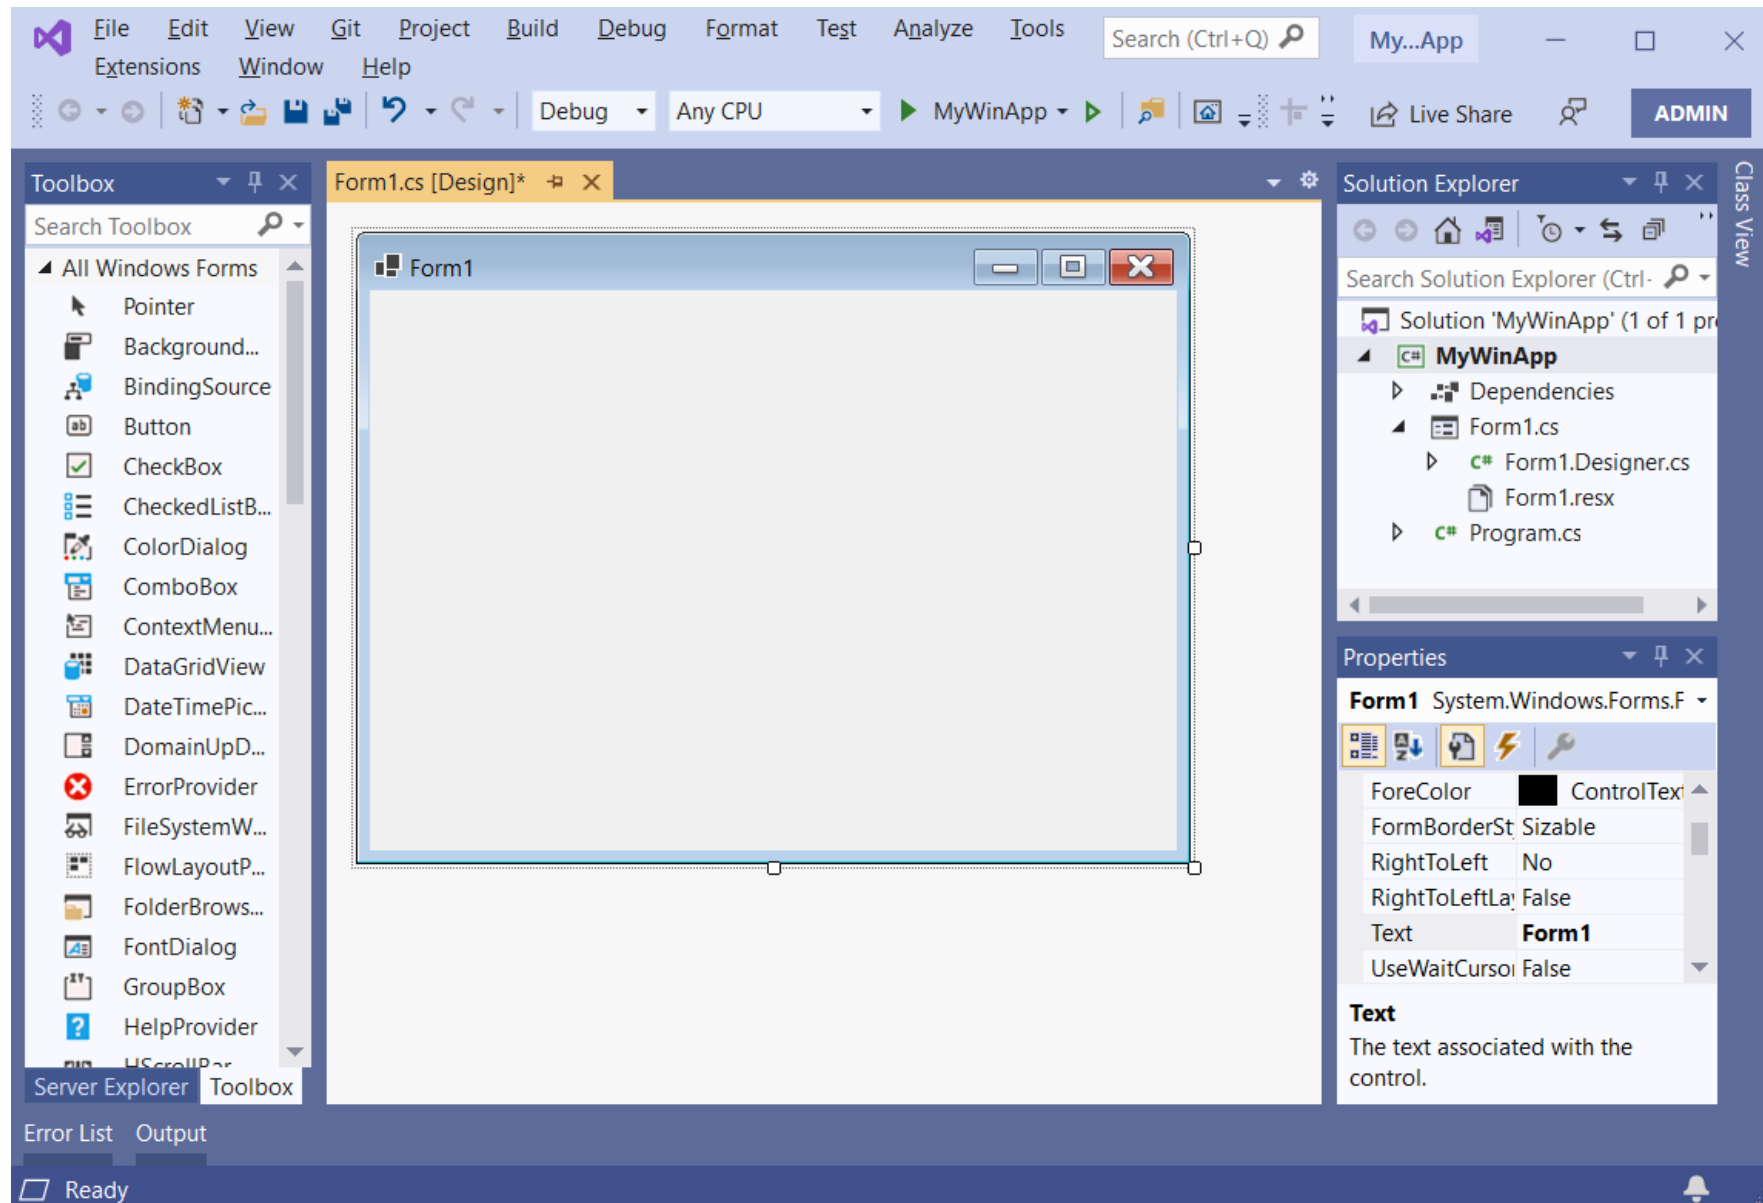 File Edit View Git Project Build Debug Format Test Analyze Tools
Search (Ctrl+Q)
My...App
Extensions Window Help
Debug
Any CPU
MyWinApp
Live Share
ADMIN
Toolbox
Search Toolbox
All Windows Forms
Pointer
Background...
BindingSource
Button
CheckBox
CheckedListB...
ColorDialog
ComboBox
ContextMenu...
DataGridView
DateTimePic...
DomainUpD...
ErrorProvider
FileSystemW...
FlowLayoutP...
FolderBrows...
FontDialog
GroupBox
HelpProvider
HScrollBar
Server Explorer Toolbox
Form1.cs [Design]*
Form1
Solution Explorer
Search Solution Explorer (Ctrl-
Solution 'MyWinApp' (1 of 1 pr
C# MyWinApp
Dependencies
Form1.cs
C# Form1.Designer.cs
Form1.resx
C# Program.cs
Class View
Properties
Form1 System.Windows.Forms.F
ForeColor ControlText
FormBorderSt Sizable
RightToLeft No
RightToLeftLay False
Text Form1
UseWaitCursor False
Text
The text associated with the
control.
Error List Output
Ready